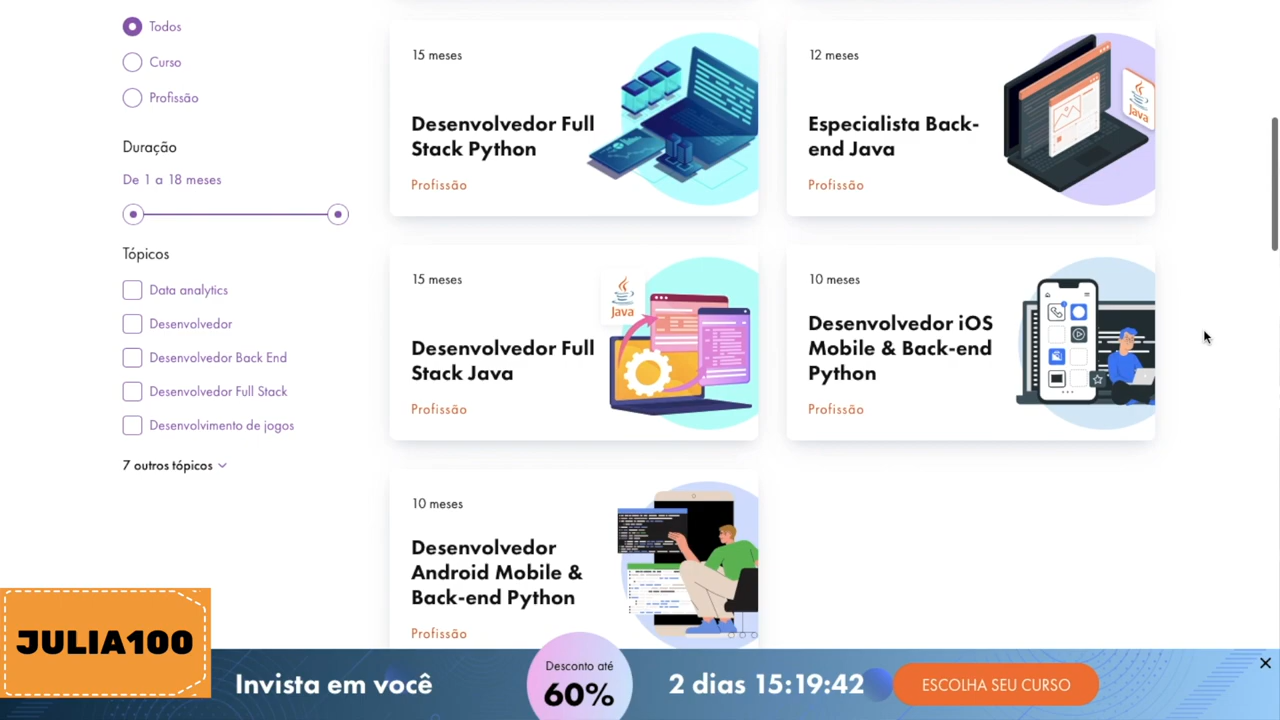 Todos
Curso
Profissão
Duração
De 1 a 18 meses
Tópicos
Data analytics
Desenvolvedor
Desenvolvedor Back End
Desenvolvedor Full Stack
Desenvolvimento de jogos
7 outros tópicos
15 meses
Desenvolvedor Full
Stack Python
Profissão
12 meses
Especialista Back-
end Java
Profissão
Java
15 meses
Desenvolvedor Full
Stack Java
Profissão
Java
10 meses
Desenvolvedor iOS
Mobile & Back-end
Python
Profissão
10 meses
Desenvolvedor
Android Mobile &
Back-end Python
Profissão
JULIA100
Invista em você
Desconto até
60%
2 dias 15:19:42
ESCOLHA SEU CURSO